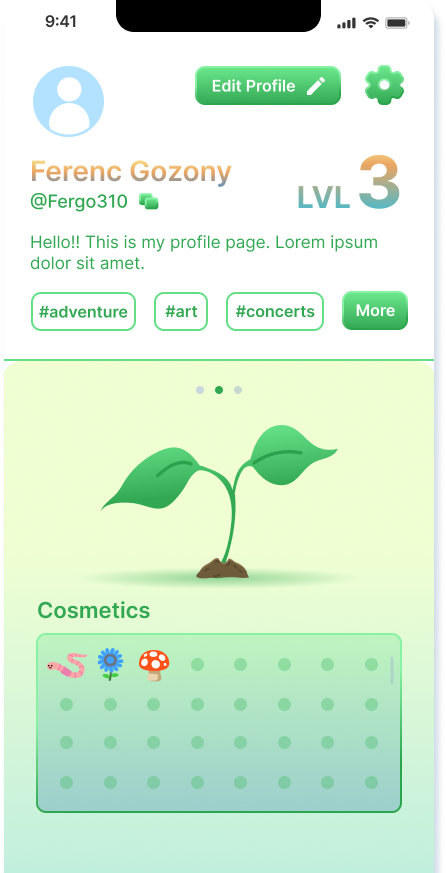 9:41
Edit Profile
Ferenc Gozony
LVL 3
@Fergo310
Hello!! This is my profile page. Lorem ipsum
dolor sit amet.
#adventure #art #concerts More
Cosmetics